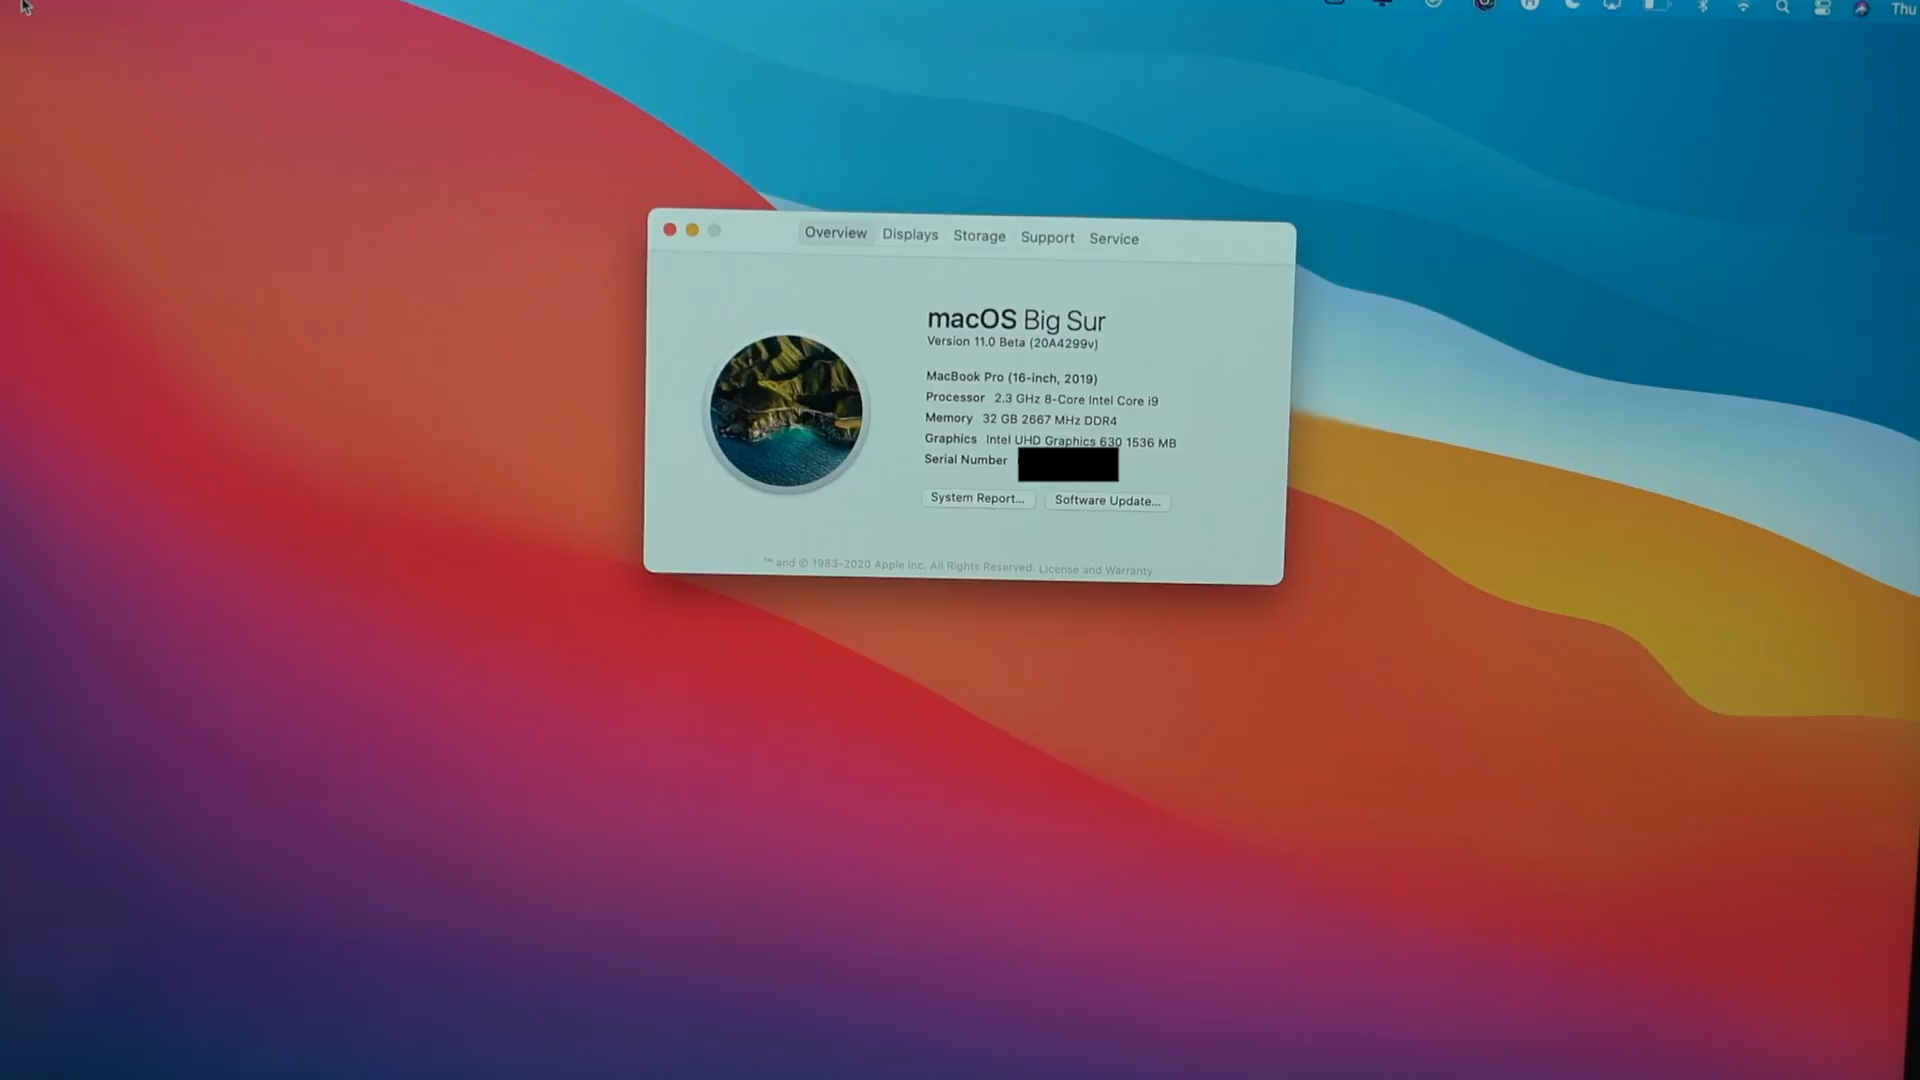 Thu
Overview Displays Storage Support Service
macOS Big Sur
Version 11.0 Beta (20A4299v)
MacBook Pro (16-inch, 2019)
Processor 2.3 GHz 8-Core Intel Core i9
Memory 32 GB 2667 MHz DDR4
Graphics Intel UHD Graphics 630 1536 MB
Serial Number
System Report... Software Update...
™ and © 1983-2020 Apple Inc. All Rights Reserved. License and Warranty